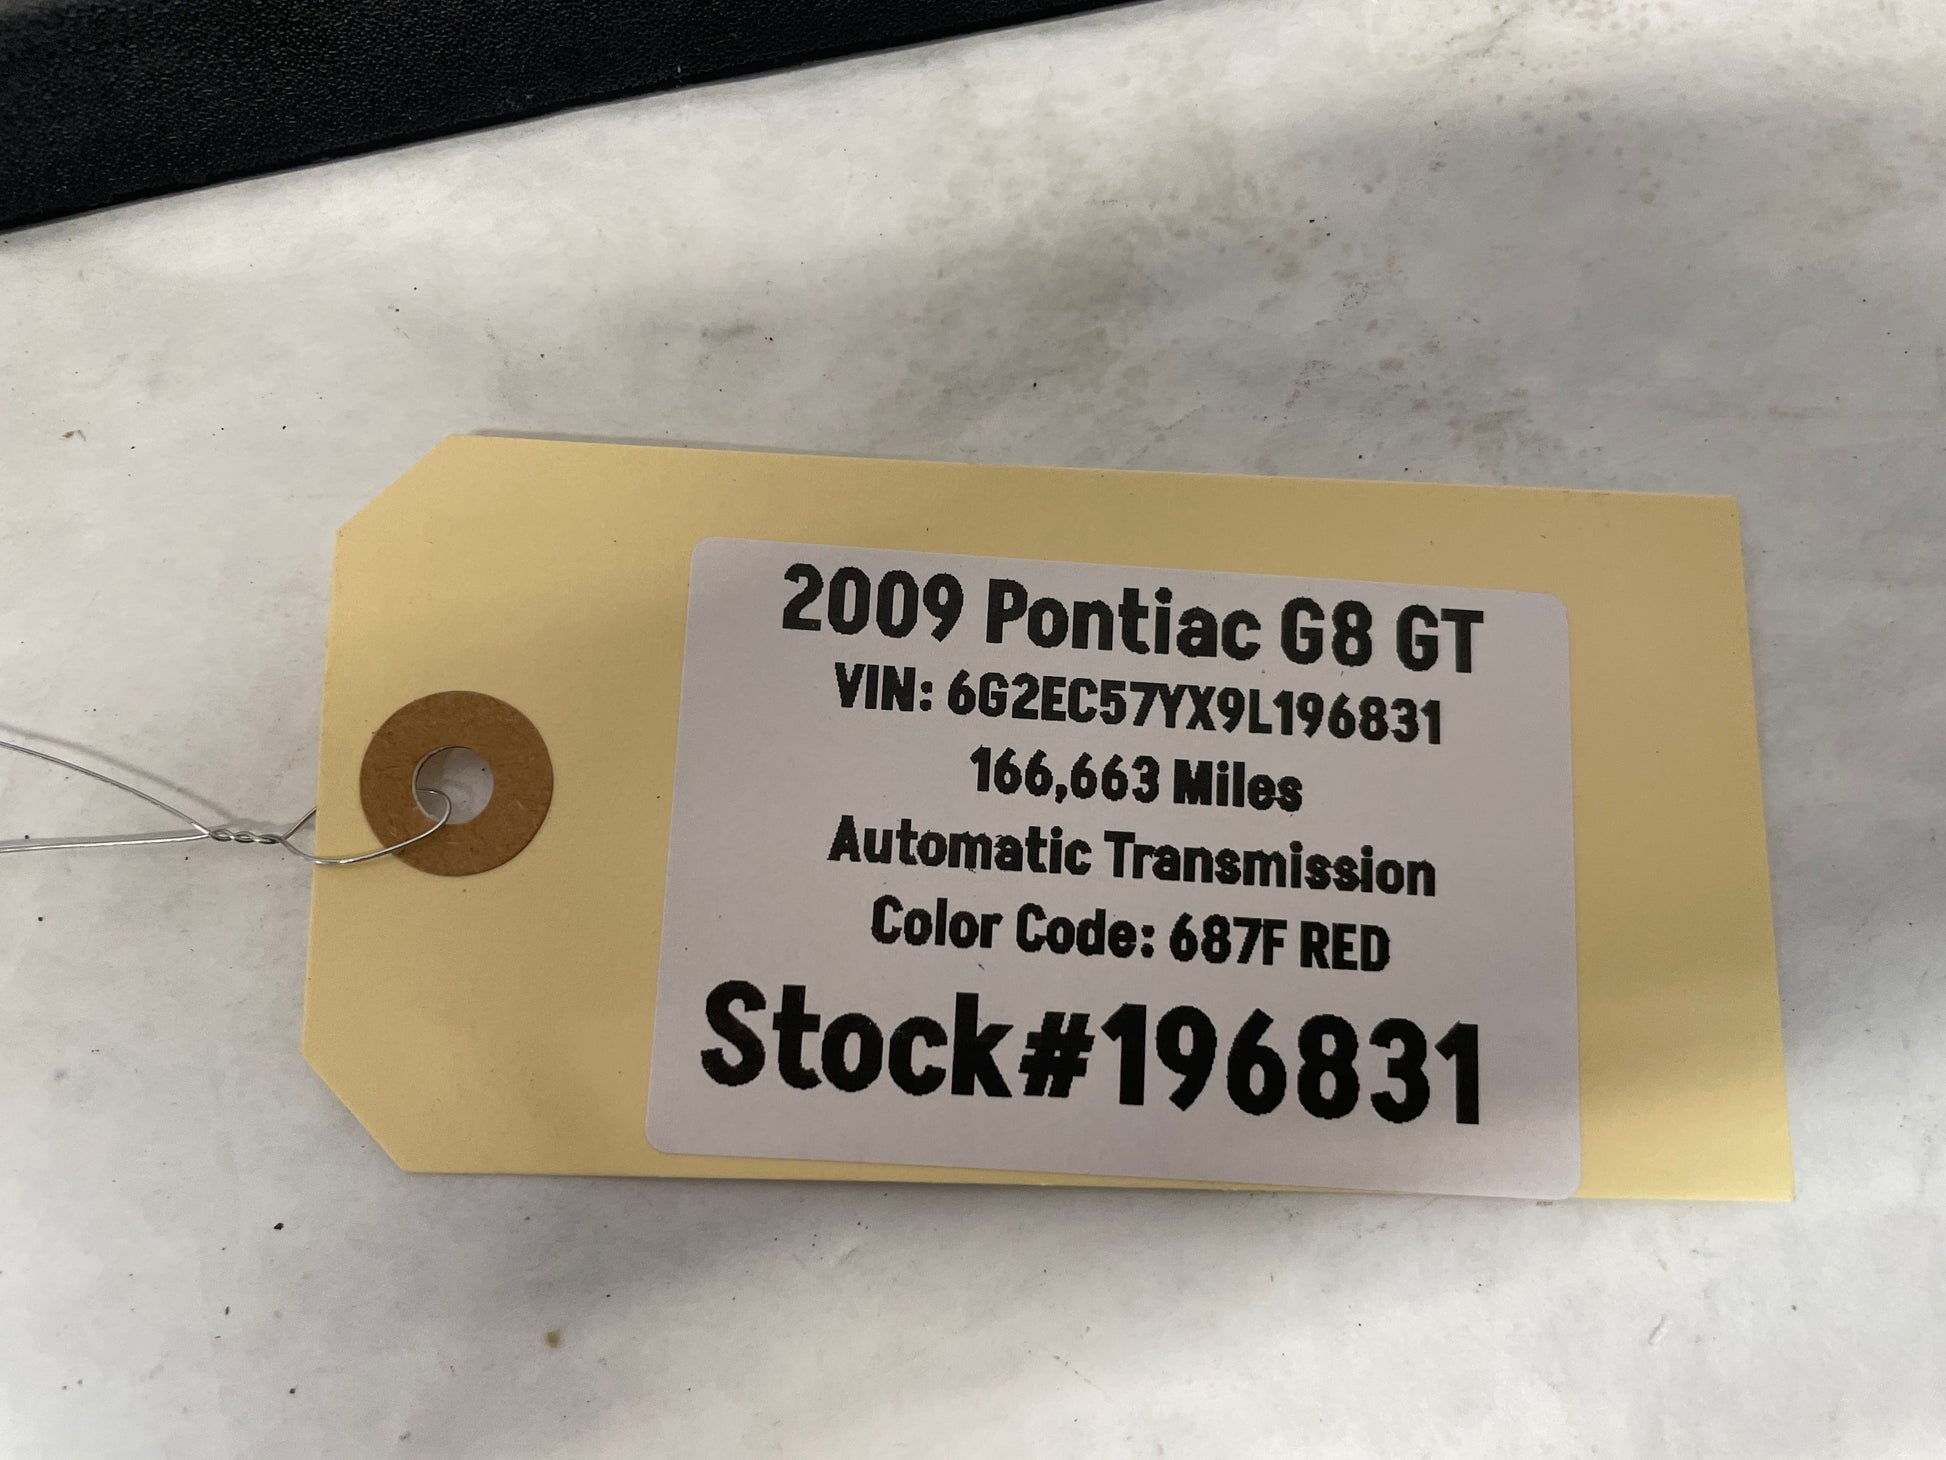 2009 Pontiac G8 GT
VIN: 6G2EC57YX9L196831
166,663 Miles
Automatic Transmission
Color Code: 687F RED
Stock#196831